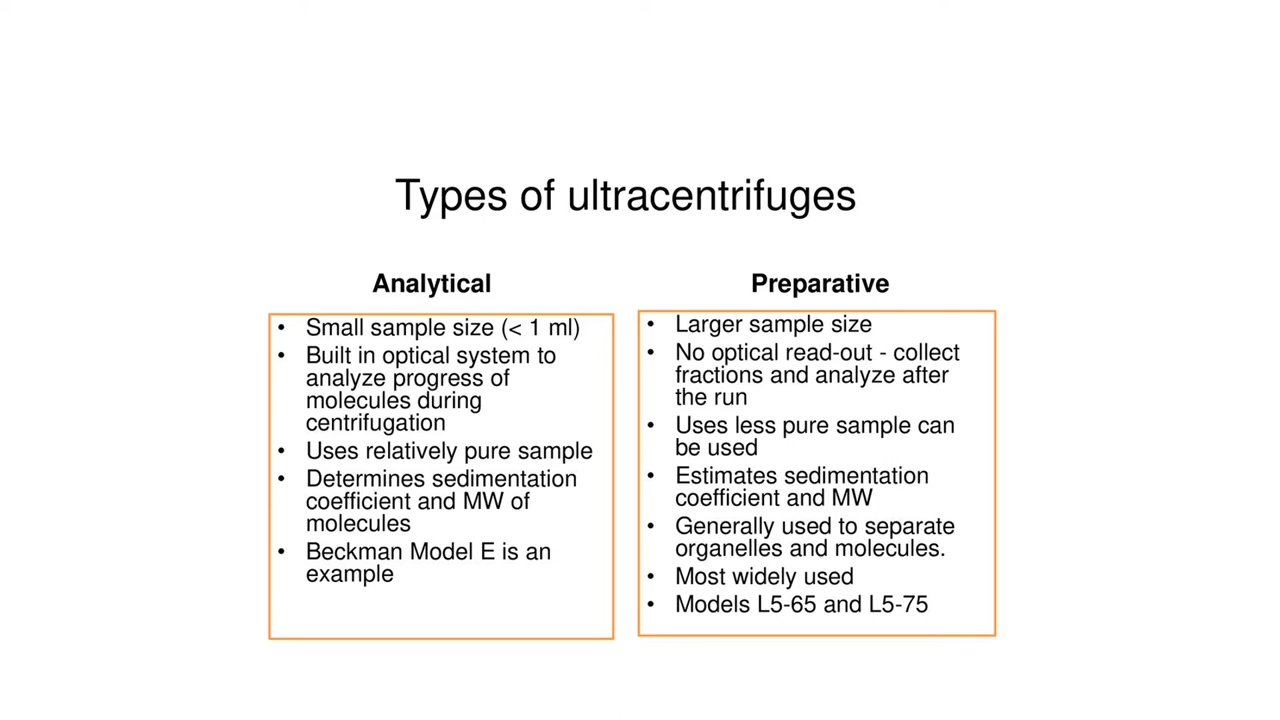 Types of ultracentrifuges
Analytical
• Small sample size (< 1 ml)
• Built in optical system to
analyze progress of
molecules during
centrifugation
• Uses relatively pure sample
• Determines sedimentation
coefficient and MW of
molecules
• Beckman Model E is an
example
Preparative
• Larger sample size
• No optical read-out - collect
fractions and analyze after
the run
• Uses less pure sample can
be used
• Estimates sedimentation
coefficient and MW
• Generally used to separate
organelles and molecules.
• Most widely used
• Models L5-65 and L5-75